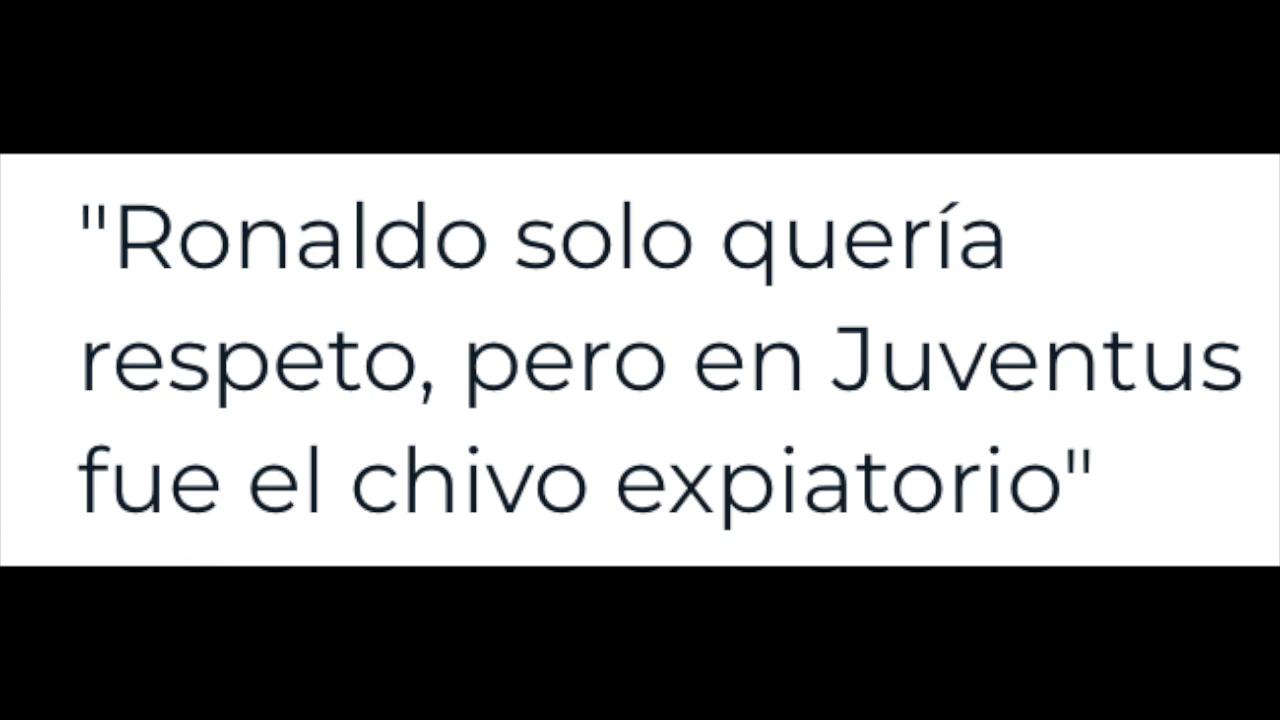 "Ronaldo solo quería
respeto, pero en Juventus
fue el chivo expiatorio"